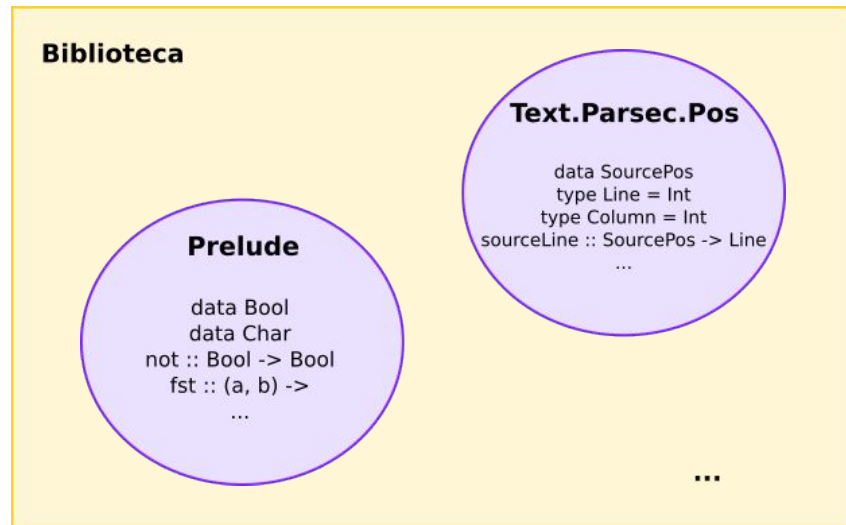 Biblioteca
Text.Parsec.Pos
data SourcePos
type Line = Int
type Column = Int
sourceLine :: SourcePos -> Line
...
Prelude
data Bool
data Char
not :: Bool -> Bool
fst :: (a, b) ->
...
...